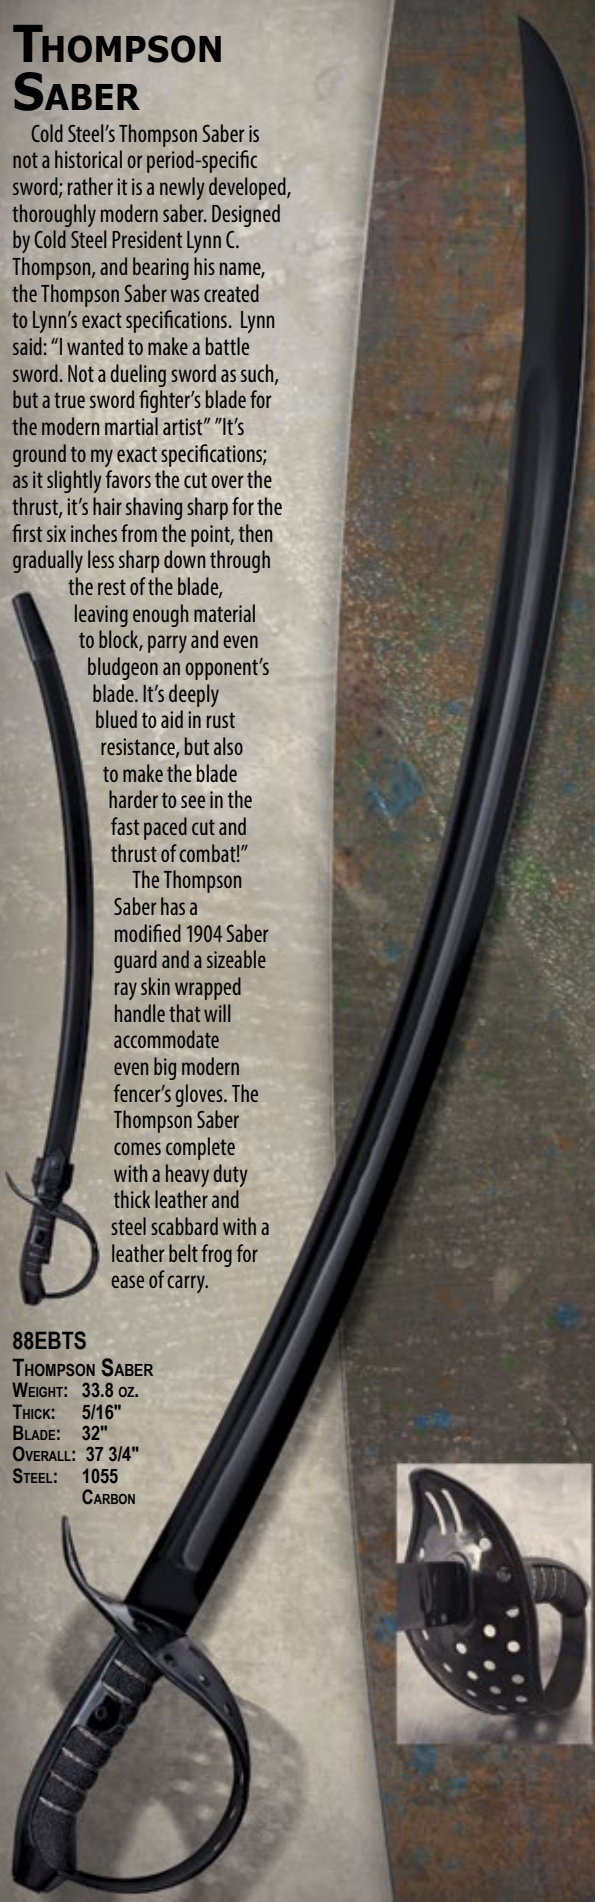 THOMPSON
SABER
Cold Steel's Thompson Saber is
not a historical or period-specific
sword; rather it is a newly developed,
thoroughly modern saber. Designed
by Cold Steel President Lynn C.
Thompson, and bearing his name,
the Thompson Saber was created
to Lynn's exact specifications.  Lynn
said: “I wanted to make a battle
sword. Not a dueling sword as such,
but a true sword fighter's blade for
the modern martial artist” ”It's
ground to my exact specifications;
as it slightly favors the cut over the
thrust, it's hair shaving sharp for the
first six inches from the point, then
gradually less sharp down through
the rest of the blade,
leaving enough material
to block, parry and even
bludgeon an opponent's
blade. It's deeply
blued to aid in rust
resistance, but also
to make the blade
harder to see in the
fast paced cut and
thrust of combat!”
The Thompson
Saber has a
modified 1904 Saber
guard and a sizeable
ray skin wrapped
handle that will
accommodate
even big modern
fencer's gloves. The
Thompson Saber
comes complete
with a heavy duty
thick leather and
steel scabbard with a
leather belt frog for
ease of carry.
88EBTS
THOMPSON SABER
WEIGHT: 33.8 OZ.
THICK: 5/16"
BLADE: 32"
OVERALL: 37 3/4"
STEEL: 1055
CARBON